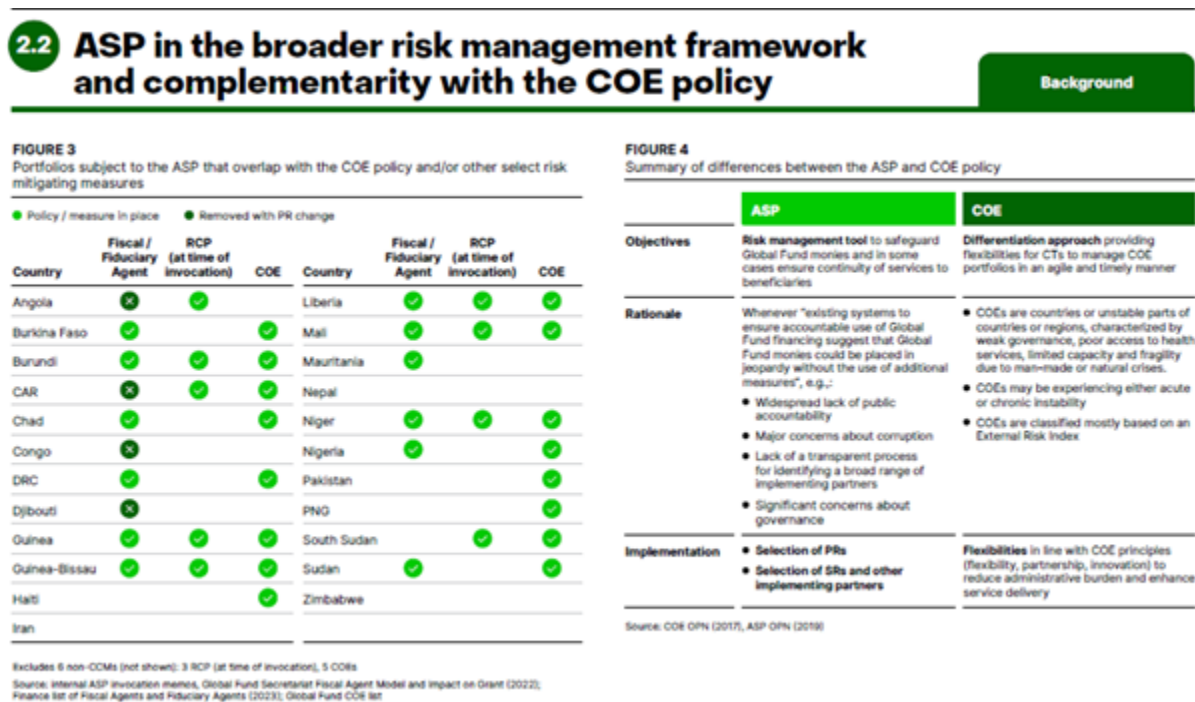 2.2
ASP in the broader risk management framework
and complementarity with the COE policy
Background
FIGURE 3
Portfolios subject to the ASP that overlap with the COE policy and/or other select risk
mitigating measures
Policy / measure in place Removed with PR change
Country Fiscal / Fiduciary Agent RCP (at time of invocation) COE Country Fiscal / Fiduciary Agent RCP (at time of invocation) COE
Angola Liberia
Burkina Faso Mali
Burundi Mauritania
CAR Nepal
Chad Niger
Congo Nigeria
DRC Pakistan
Djibouti PNG
Guinea South Sudan
Guinea-Bissau Sudan
Haiti Zimbabwe
Iran
Excludes 6 non-CCMs (not shown): 3 RCP (at time of invocation), 5 COEs
Source: internal ASP invocation memos, Global Fund Secretariat Fiscal Agent Model and Impact on Grant (2022);
Finance list of Fiscal Agents and Fiduciary Agents (2023); Global Fund COE list
FIGURE 4
Summary of differences between the ASP and COE policy
ASP COE
Objectives
Risk management tool to safeguard
Global Fund monies and in some
cases ensure continuity of services to
beneficiaries
Differentiation approach providing
flexibilities for CTs to manage COE
portfolios in an agile and timely manner
Rationale
Whenever "existing systems to
ensure accountable use of Global
Fund financing suggest that Global
Fund monies could be placed in
jeopardy without the use of additional
measures", e.g.,:
• Widespread lack of public
accountability
• Major concerns about corruption
• Lack of a transparent process
for identifying a broad range of
implementing partners
• Significant concerns about
governance
• COEs are countries or unstable parts of
countries or regions, characterized by
weak governance, poor access to health
services, limited capacity and fragility
due to man-made or natural crises.
• COEs may be experiencing either acute
or chronic instability
• COEs are classified mostly based on an
External Risk Index
Implementation
• Selection of PRs
• Selection of SRs and other
implementing partners
Flexibilities in line with COE principles
(flexibility, partnership, innovation) to
reduce administrative burden and enhance
service delivery
Source: COE OPN (2017), ASP OPN (2019)